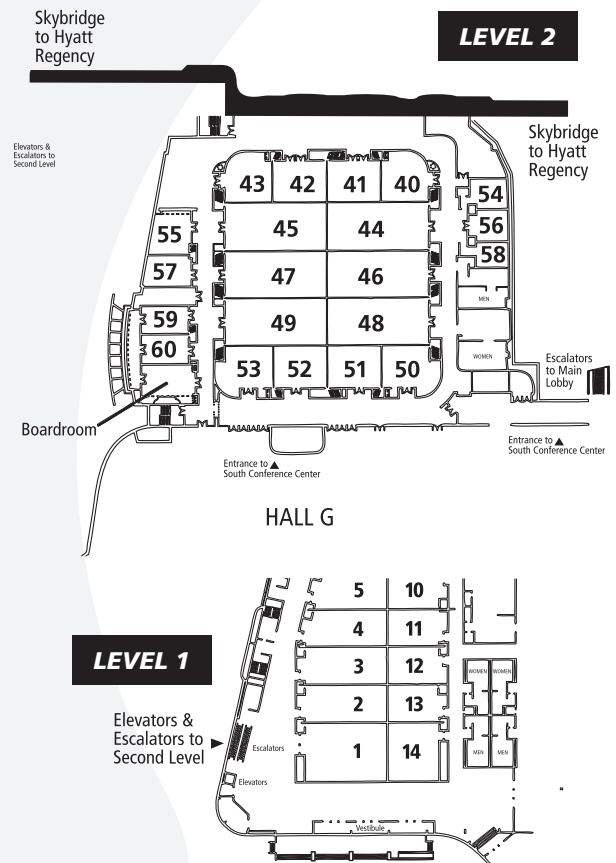 Skybridge
to Hyatt
Regency
LEVEL 2
Elevators &
Escalators to
Second Level
Skybridge
to Hyatt
Regency
43 42 41 40
54
45 44
56
55
58
57
47 46
MEN
59
49 48
60
WOMEN
53 52 51 50
Escalators
to Main
Lobby
Boardroom
Entrance to
South Conference Center
Entrance to
South Conference Center
HALL G
5 10
4 11
LEVEL 1
3 12
WOMEN WOMEN
2 13
Elevators &
Escalators to
Second Level
Escalators
1 14
MEN MEN
Elevators
Vestibule